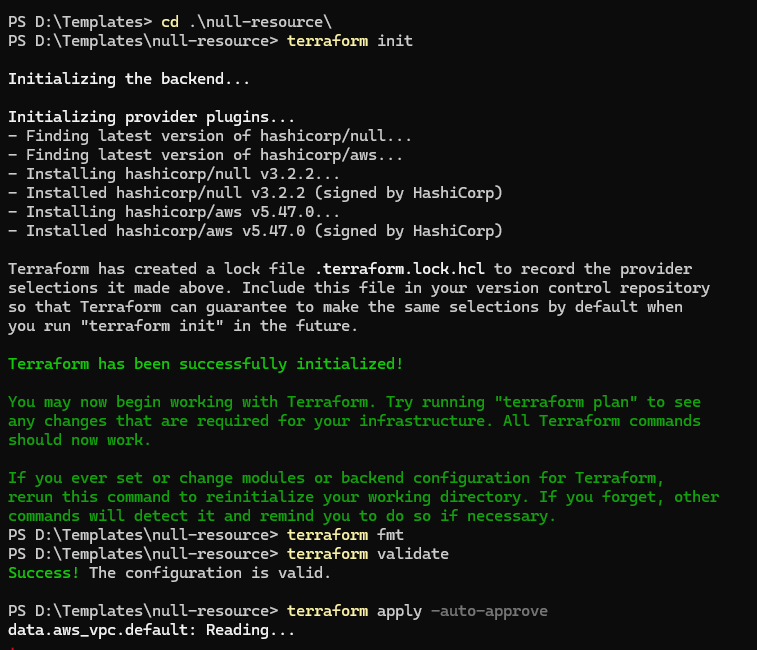 PS D:\Templates> cd .\null-resource\
PS D:\Templates\null-resource> terraform init
Initializing the backend...
Initializing provider plugins...
- Finding latest version of hashicorp/null...
- Finding latest version of hashicorp/aws...
- Installing hashicorp/null v3.2.2...
- Installed hashicorp/null v3.2.2 (signed by HashiCorp)
- Installing hashicorp/aws v5.47.0...
- Installed hashicorp/aws v5.47.0 (signed by HashiCorp)
Terraform has created a lock file .terraform.lock.hcl to record the provider
selections it made above. Include this file in your version control repository
so that Terraform can guarantee to make the same selections by default when
you run "terraform init" in the future.
Terraform has been successfully initialized!
You may now begin working with Terraform. Try running "terraform plan" to see
any changes that are required for your infrastructure. All Terraform commands
should now work.
If you ever set or change modules or backend configuration for Terraform,
rerun this command to reinitialize your working directory. If you forget, other
commands will detect it and remind you to do so if necessary.
PS D:\Templates\null-resource> terraform fmt
PS D:\Templates\null-resource> terraform validate
Success! The configuration is valid.
PS D:\Templates\null-resource> terraform apply -auto-approve
data.aws_vpc.default: Reading...